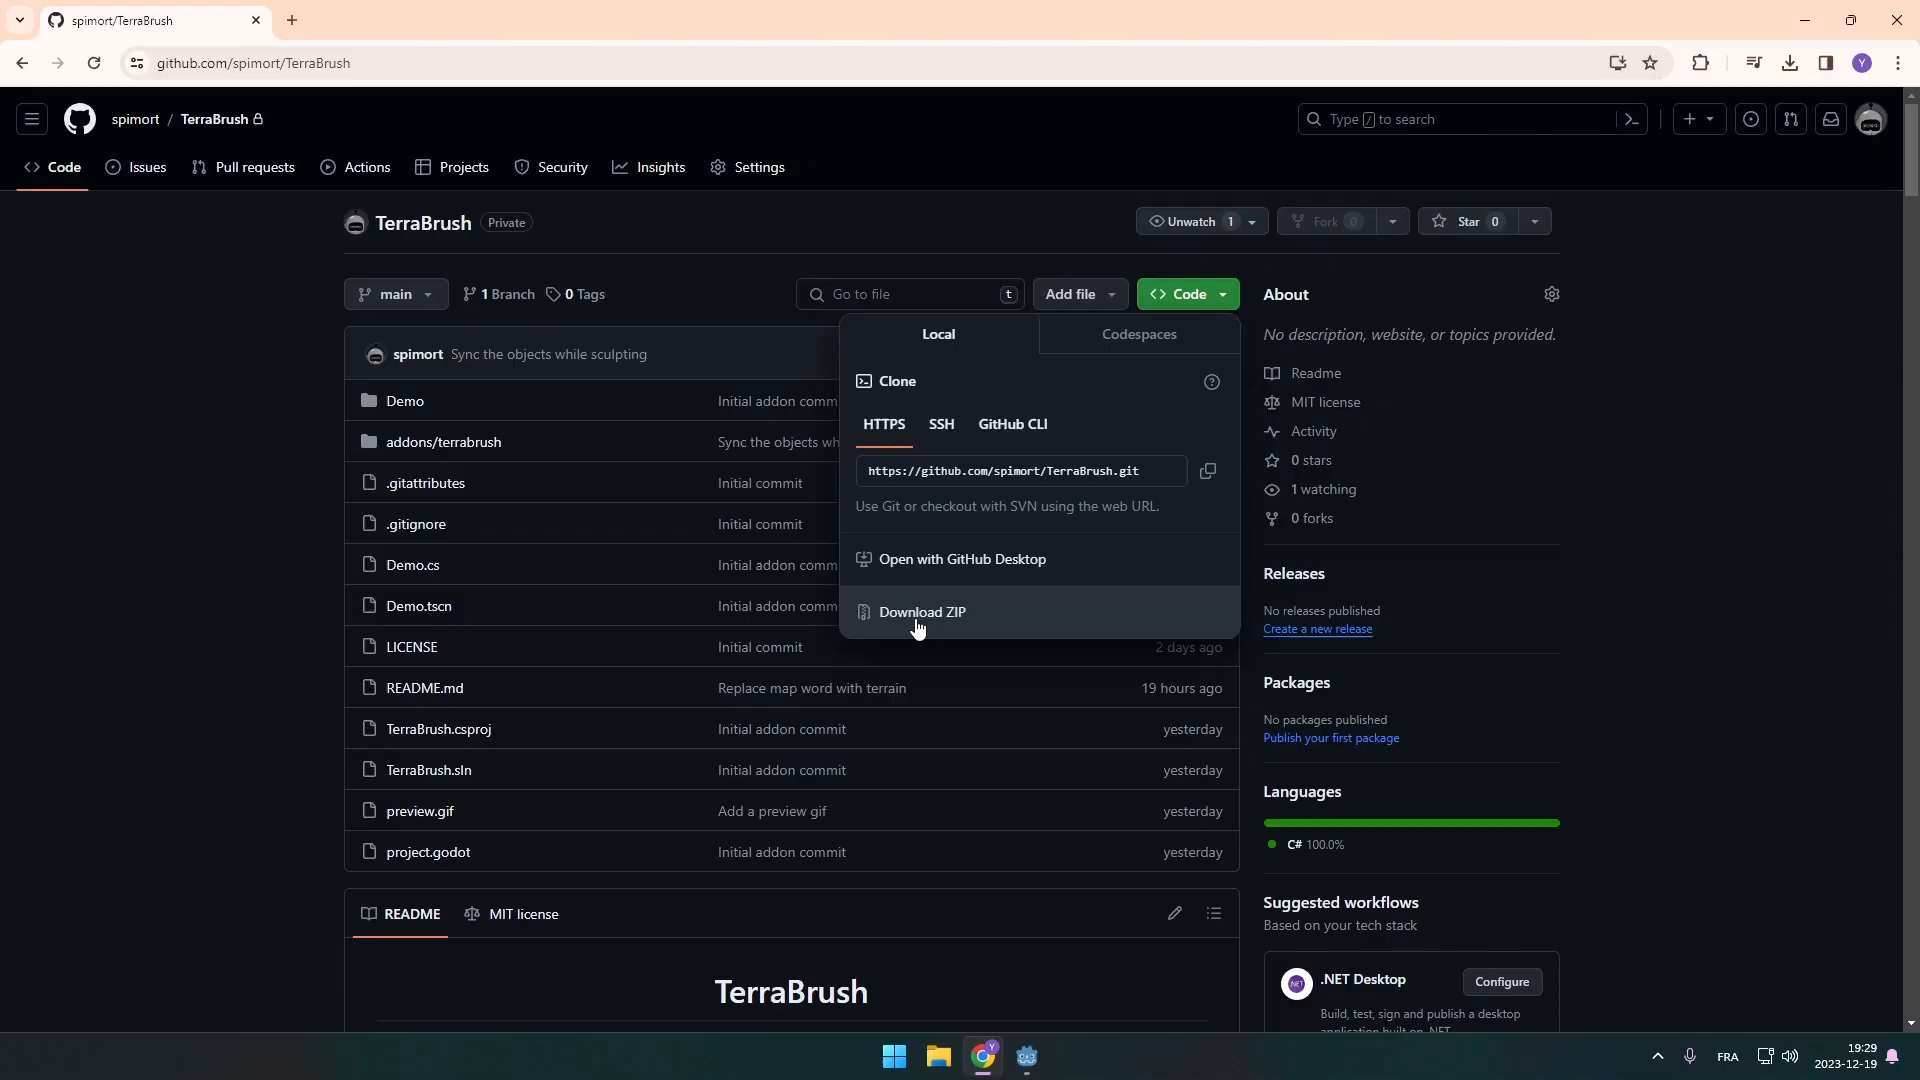 spimort/TerraBrush
github.com/spimort/TerraBrush
Y
spimort / TerraBrush
Type / to search
Code
Issues
Pull requests
Actions
Projects
Security
Insights
Settings
TerraBrush Private
Unwatch 1
Fork 0
Star 0
main
1 Branch
0 Tags
Go to file t
Add file
Code
About
No description, website, or topics provided.
Local
Codespaces
spimort Sync the objects while sculpting
Readme
Clone
Demo Initial addon comm
MIT license
HTTPS SSH GitHub CLI
Activity
addons/terrabrush Sync the objects wh
0 stars
https://github.com/spimort/TerraBrush.git
.gitattributes Initial commit
1 watching
Use Git or checkout with SVN using the web URL.
0 forks
.gitignore Initial commit
Open with GitHub Desktop
Demo.cs Initial addon comm
Releases
Demo.tscn Initial addon comm
Download ZIP
No releases published
Create a new release
LICENSE Initial commit 2 days ago
Packages
README.md Replace map word with terrain 19 hours ago
No packages published
Publish your first package
TerraBrush.csproj Initial addon commit yesterday
TerraBrush.sln Initial addon commit yesterday
Languages
preview.gif Add a preview gif yesterday
C# 100.0%
project.godot Initial addon commit yesterday
Suggested workflows
Based on your tech stack
README
MIT license
.NET
.NET Desktop
Configure
TerraBrush
Build, test, sign and publish a desktop
application built on .NET.
Y
FRA
19:29
2023-12-19